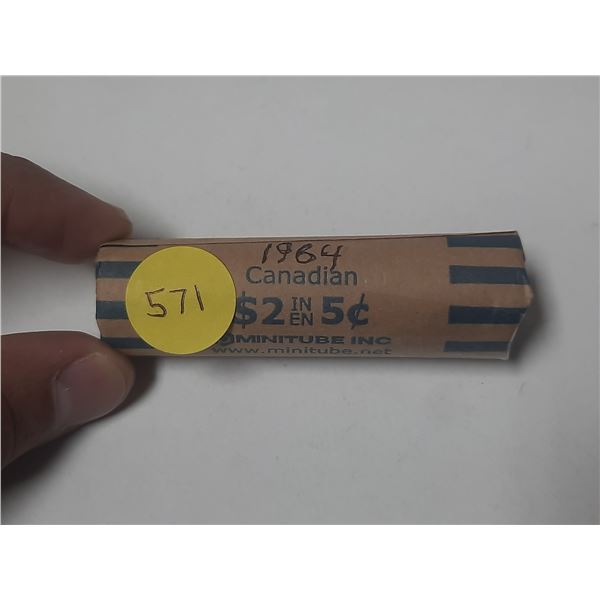 1964
Canadian
571
$2 IN EN 5¢
MINITUBE INC
www.minitube.net